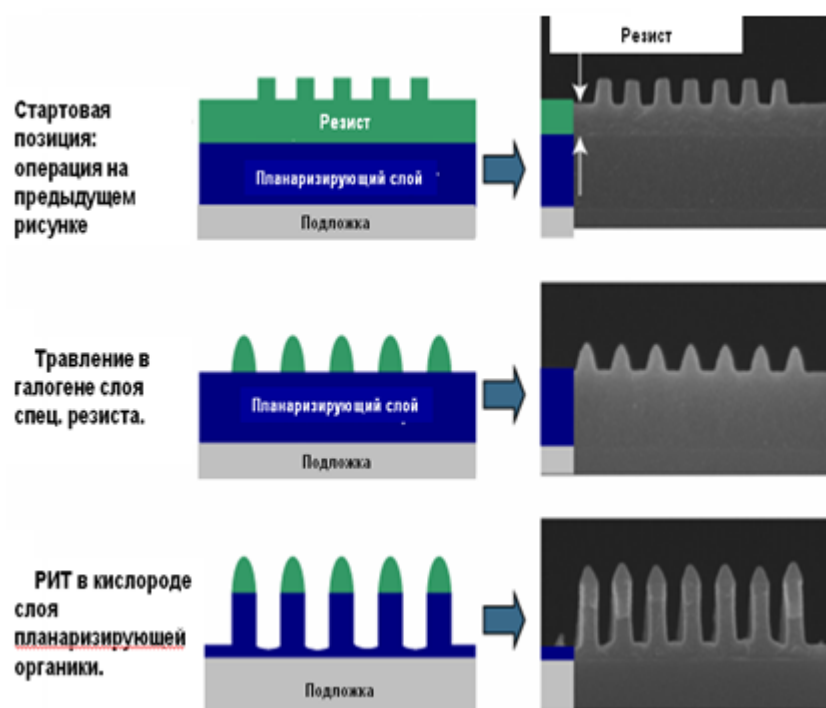 Резист
Стартовая
позиция:
операция на
предыдущем
рисунке
Резист
Планаризирующий слой
Подложка
Травление в
галогене слоя
спец. резиста.
Планаризирующий слой
Подложка
РИТ в кислороде
слоя
планаризирующей
органики.
Подложка